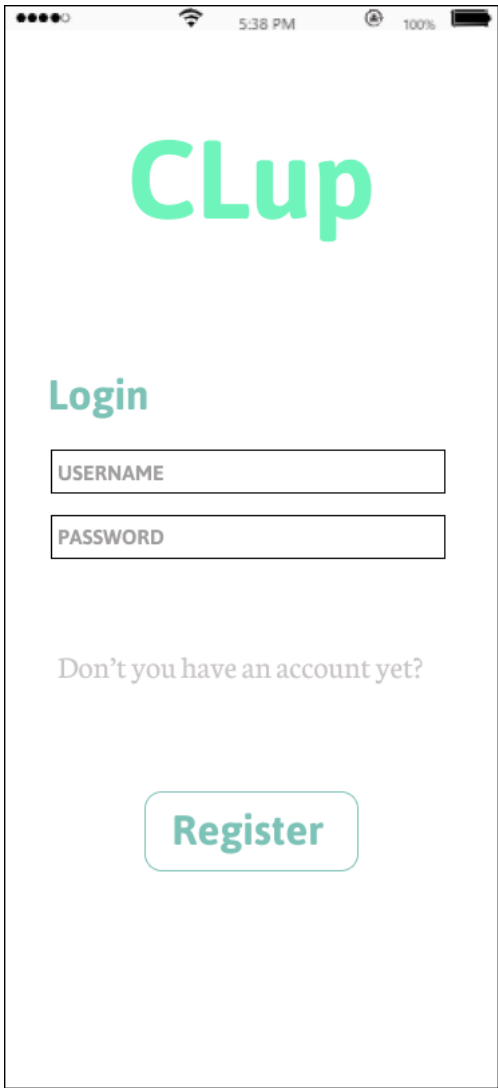 5:38 PM 100%
CLup
Login
USERNAME
PASSWORD
Don’t you have an account yet?
Register